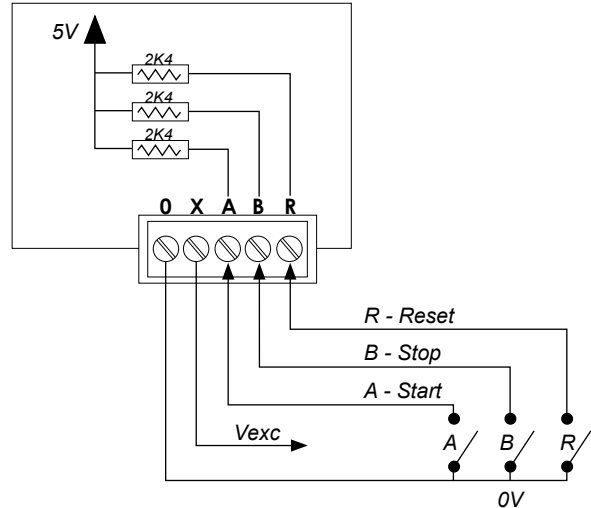 5V
2K4
2K4
2K4
0 X A B R
R - Reset
B - Stop
A - Start
Vexc
A B R
0V